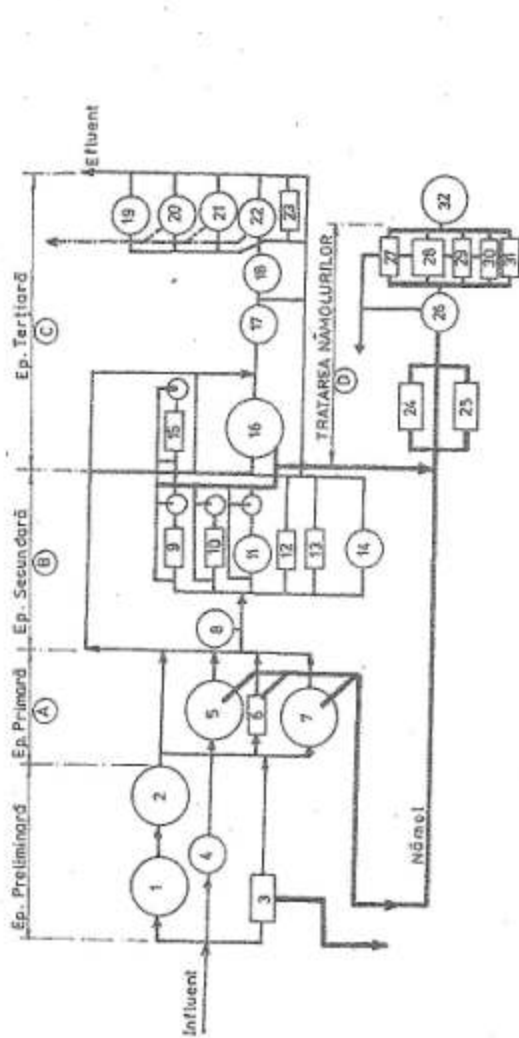 Ep. Preliminară
Ep. Primară
Ep. Secundară
Ep. Terțiară
A
B
C
Influent
Efluent
1
2
3
4
5
6
7
8
9
10
11
12
13
14
15
16
17
18
19
20
21
22
23
TRATAREA NĂMOLURILOR
D
Nămol
24
25
26
27
28
29
30
31
32